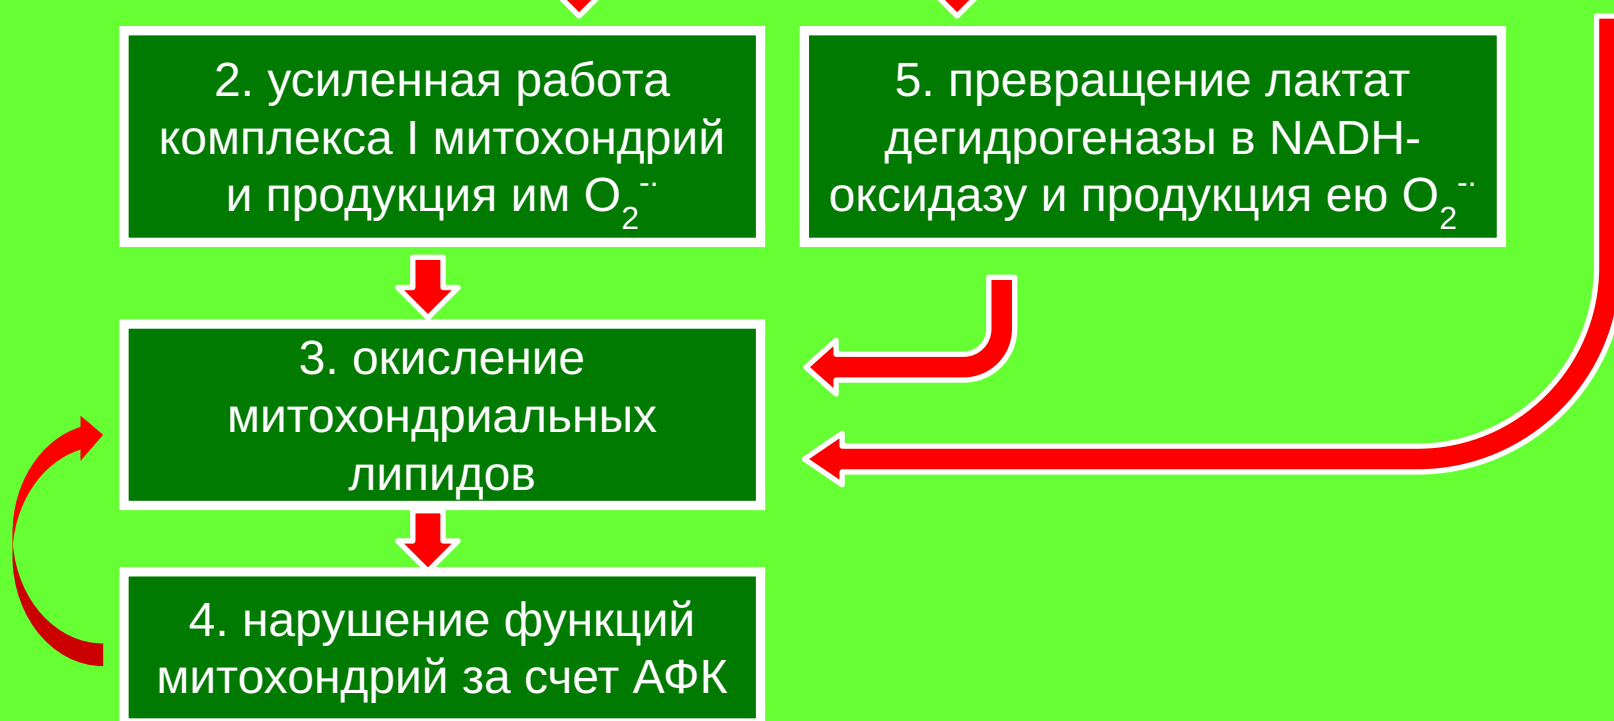 2. усиленная работа
комплекса I митохондрий
и продукция им O₂⁻·
5. превращение лактат
дегидрогеназы в NADH-
оксидазу и продукция ею O₂⁻·
3. окисление
митохондриальных
липидов
4. нарушение функций
митохондрий за счет АФК